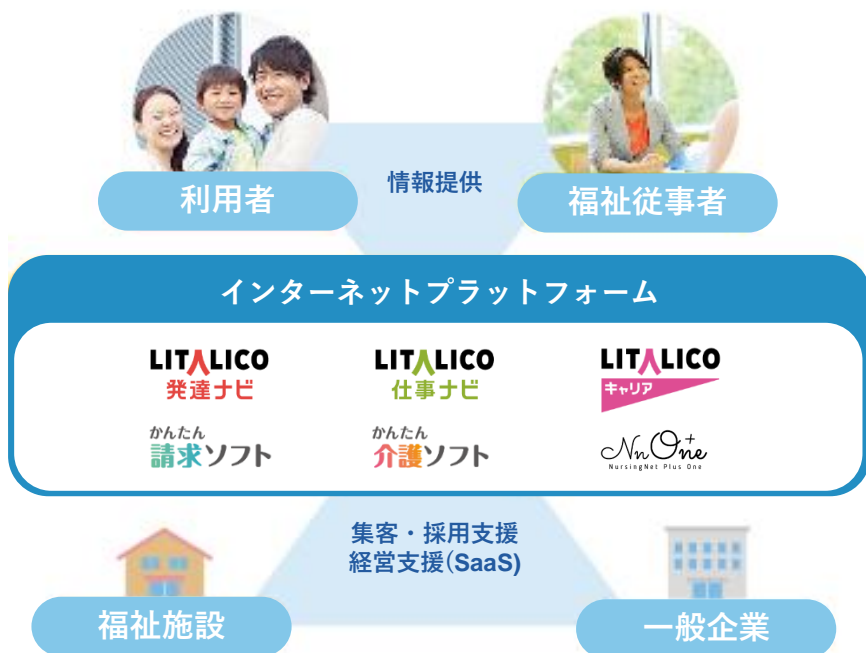 情報提供
利用者
福祉従事者
インターネットプラットフォーム
LITALICO
発達ナビ
LITALICO
仕事ナビ
LITALICO
キャリア
かんたん
請求ソフト
かんたん
介護ソフト
NnOne+
NursingNet Plus One
集客・採用支援
経営支援(SaaS)
福祉施設
一般企業